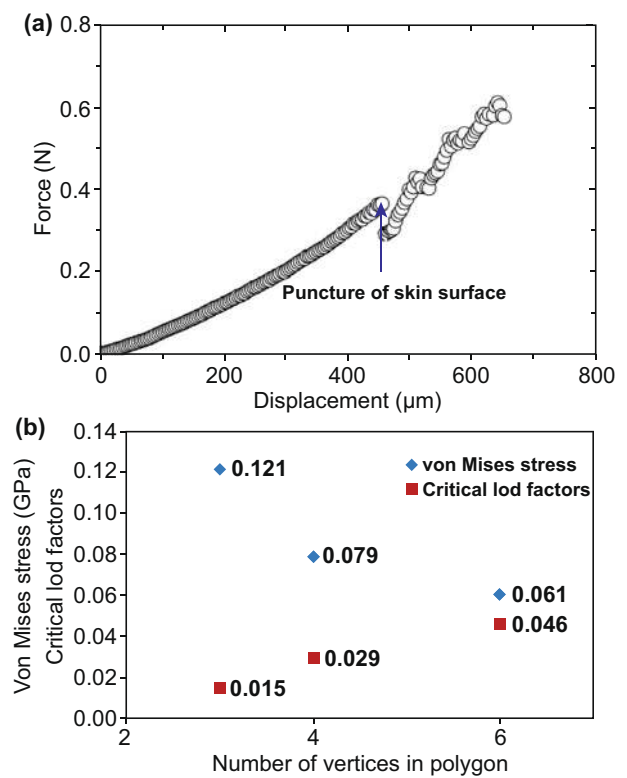 (a)
Force (N)
0.8
0.6
0.4
0.2
0.0
Puncture of skin surface
0
200
400
600
800
Displacement (μm)
(b)
Von Mises stress (GPa)
Critical lod factors
0.14
0.12
0.10
0.08
0.06
0.04
0.02
0.00
von Mises stress
Critical lod factors
0.121
0.079
0.061
0.046
0.029
0.015
2
4
6
Number of vertices in polygon